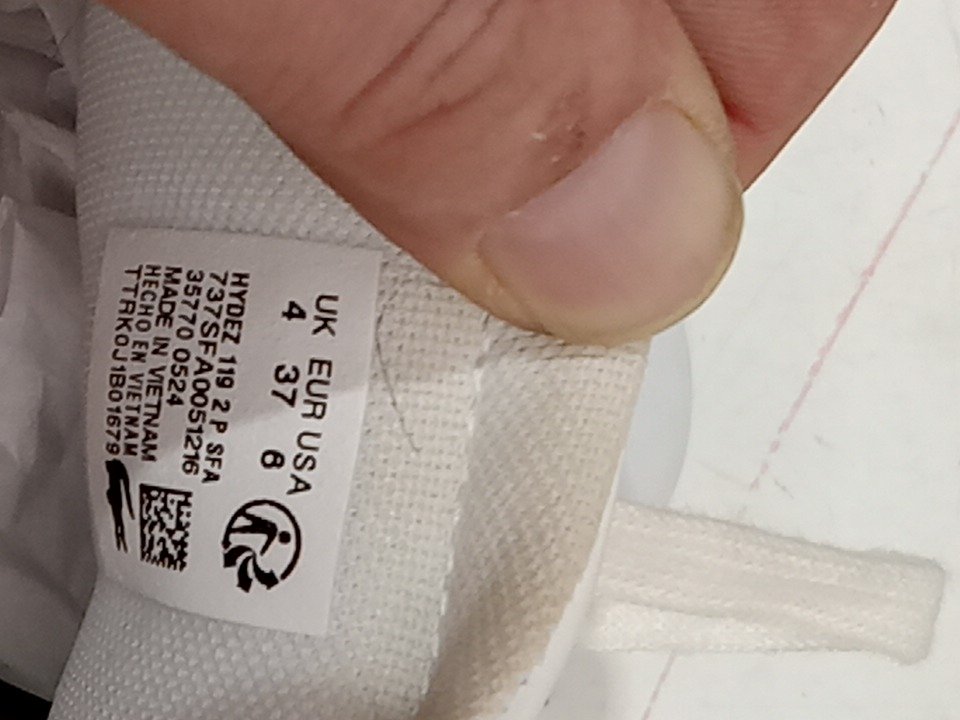 UK EUR USA
4 37 6
HYDEZ 119 2 P SFA
737SFA0051216
35770 0524
MADE IN VIETNAM
HECHO EN VIETNAM
TTRKOJ1B01679